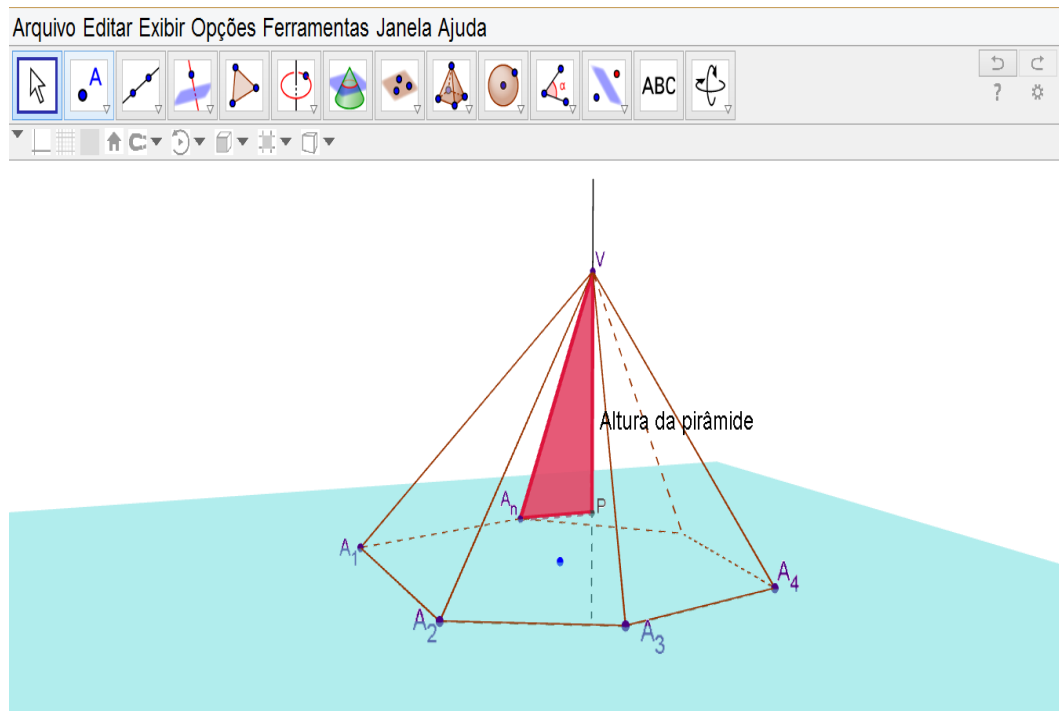 Arquivo Editar Exibir Opções Ferramentas Janela Ajuda
A
α
ABC
?
V
Altura da pirâmide
Aₙ
P
A₁
A₄
A₂
A₃